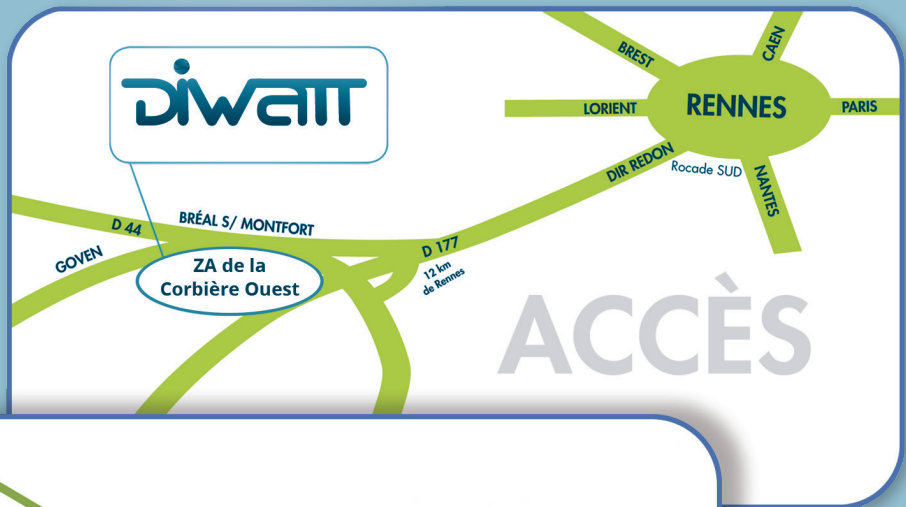 DIWATT
BREST
CAEN
LORIENT
RENNES
PARIS
DIR REDON
Rocade SUD
NANTES
D 44
BRÉAL S/ MONTFORT
GOVEN
ZA de la
Corbière Ouest
D 177
12 km
de Rennes
ACCÈS